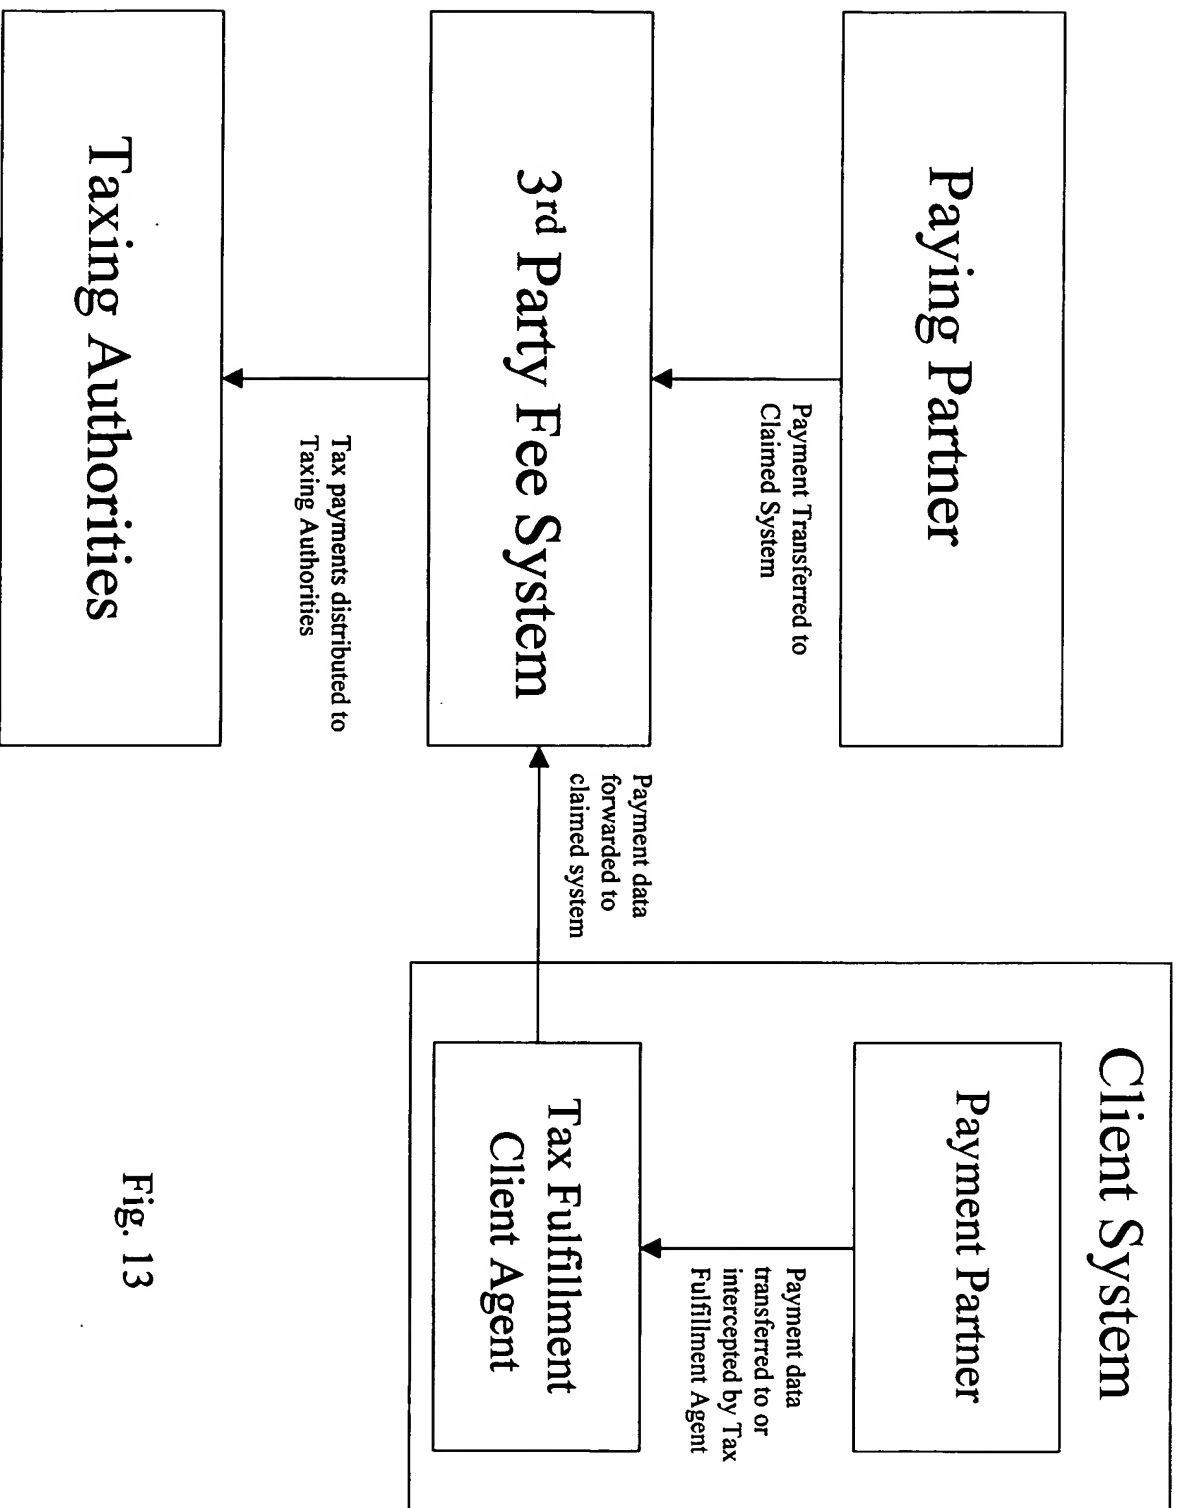 Client System
Paying Partner
Payment Partner
Payment Transferred to
Claimed System
Payment data
transferred to or
intercepted by Tax
Fulfillment Agent
3rd Party Fee System
Payment data
forwarded to
claimed system
Tax Fulfillment
Client Agent
Tax payments distributed to
Taxing Authorities
Taxing Authorities
Fig. 13